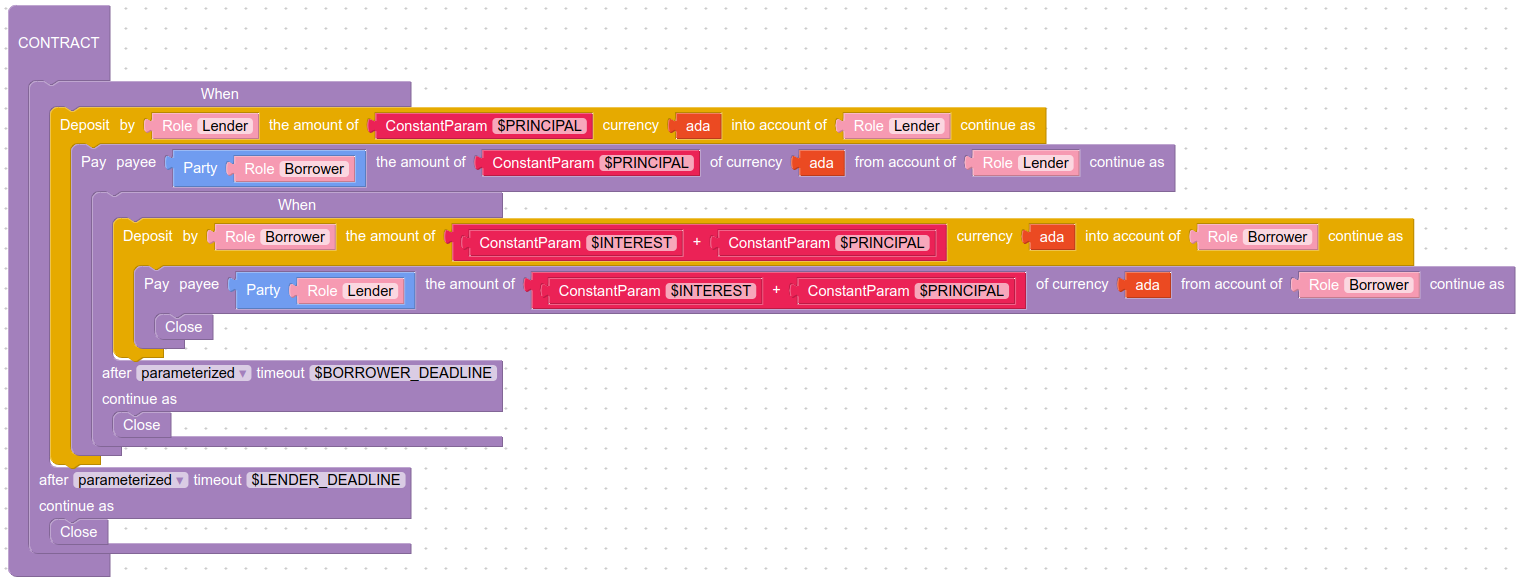 CONTRACT
When
Deposit by Role Lender the amount of ConstantParam $PRINCIPAL currency ada into account of Role Lender continue as
Pay payee Party Role Borrower the amount of ConstantParam $PRINCIPAL of currency ada from account of Role Lender continue as
When
Deposit by Role Borrower the amount of ConstantParam $INTEREST + ConstantParam $PRINCIPAL currency ada into account of Role Borrower continue as
Pay payee Party Role Lender the amount of ConstantParam $INTEREST + ConstantParam $PRINCIPAL of currency ada from account of Role Borrower continue as
Close
after parameterized timeout $BORROWER_DEADLINE
continue as
Close
after parameterized timeout $LENDER_DEADLINE
continue as
Close